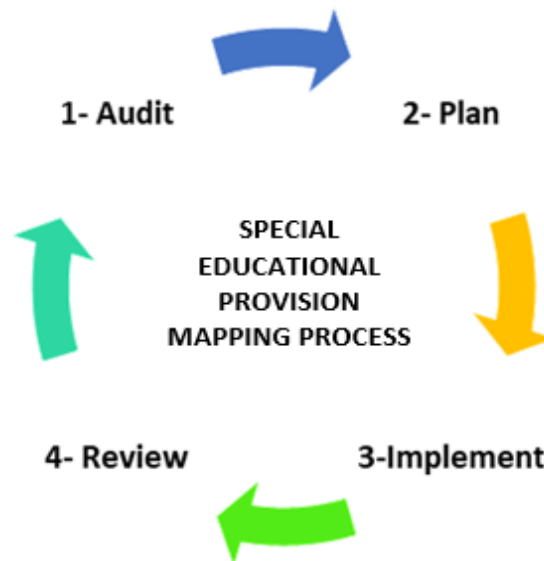 1- Audit
2- Plan
SPECIAL
EDUCATIONAL
PROVISION
MAPPING PROCESS
4- Review
3-Implement